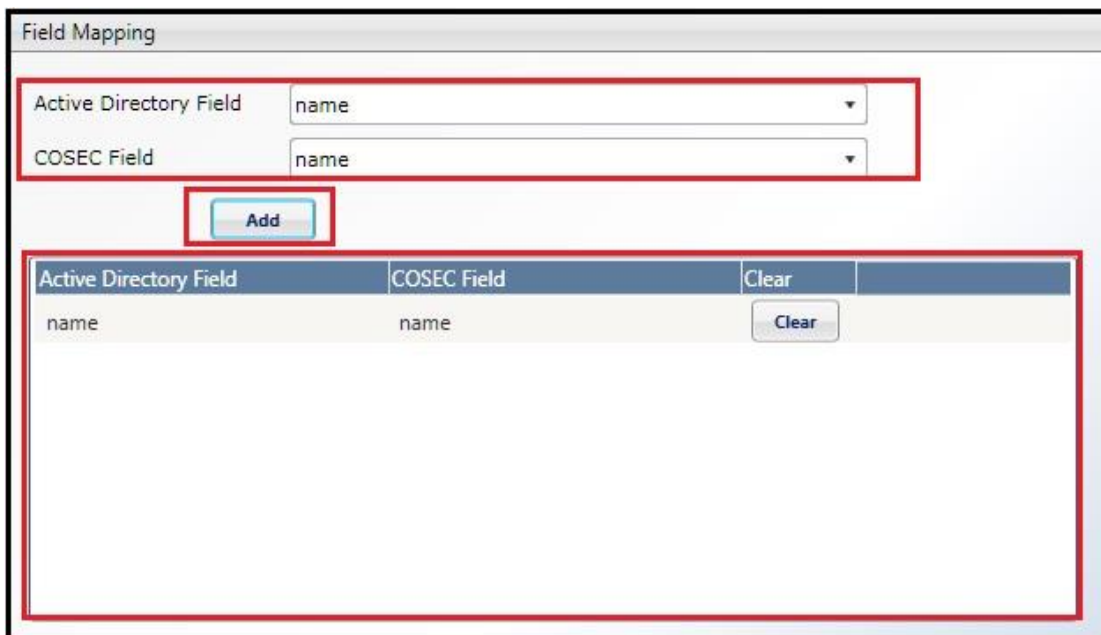 Field Mapping
Active Directory Field name
COSEC Field name
Add
Active Directory Field COSEC Field Clear
name name Clear